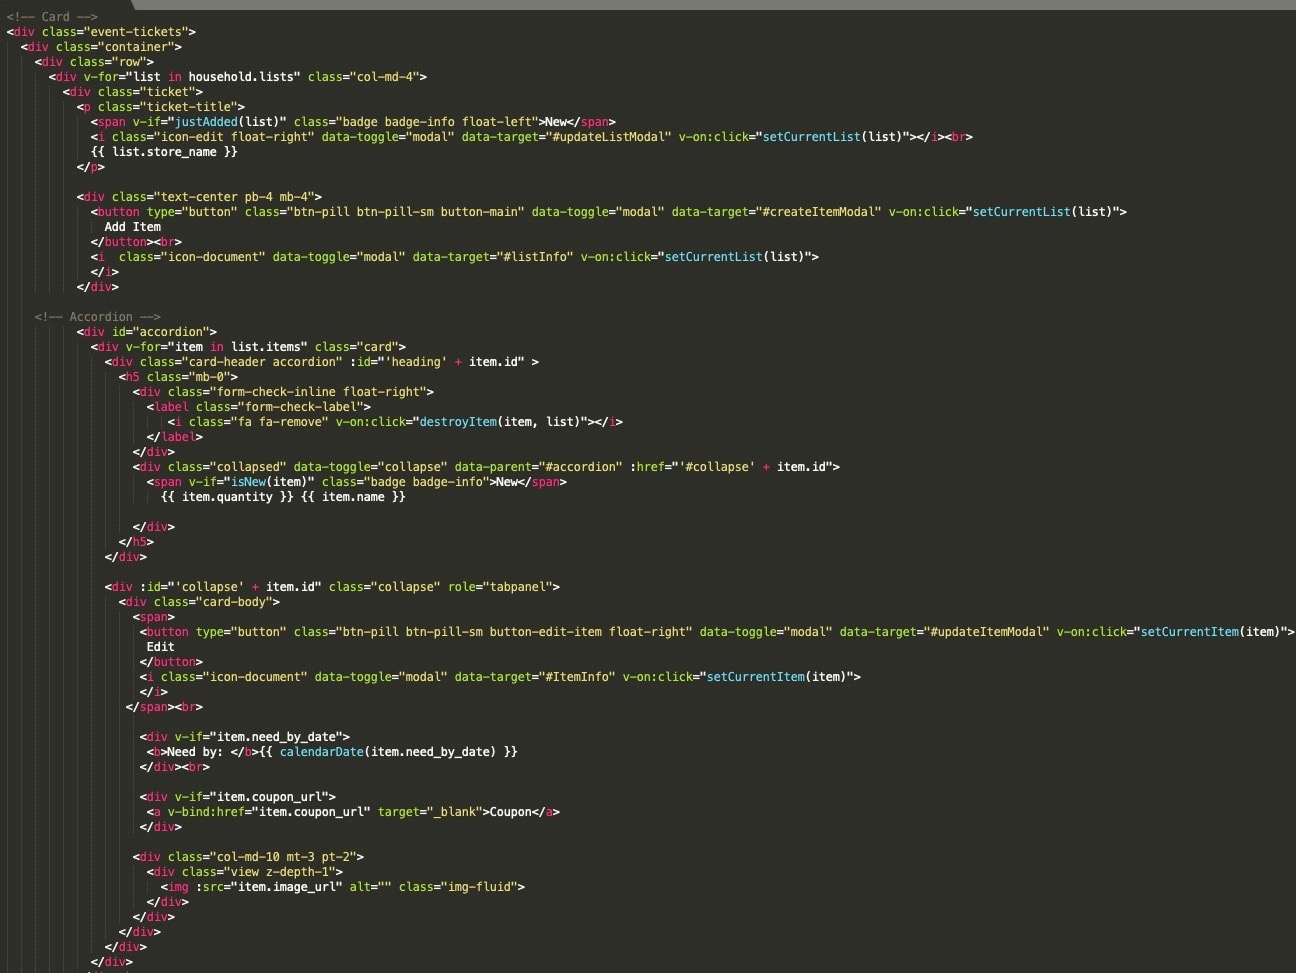 <!-- Card -->
<div class="event-tickets">
<div class="container">
<div class="row">
<div v-for="list in household.lists" class="col-md-4">
<div class="ticket">
<p class="ticket-title">
<span v-if="justAdded(list)" class="badge badge-info float-left">New</span>
<i class="icon-edit float-right" data-toggle="modal" data-target="#updateListModal" v-on:click="setCurrentList(list)"></i><br>
{{ list.store_name }}
</p>
<div class="text-center pb-4 mb-4">
<button type="button" class="btn-pill btn-pill-sm button-main" data-toggle="modal" data-target="#createItemModal" v-on:click="setCurrentList(list)">
Add Item
</button><br>
<i  class="icon-document" data-toggle="modal" data-target="#listInfo" v-on:click="setCurrentList(list)">
</i>
</div>
<!-- Accordion -->
<div id="accordion">
<div v-for="item in list.items" class="card">
<div class="card-header accordion" :id="'heading' + item.id" >
<h5 class="mb-0">
<div class="form-check-inline float-right">
<label class="form-check-label">
<i class="fa fa-remove" v-on:click="destroyItem(item, list)"></i>
</label>
</div>
<div class="collapsed" data-toggle="collapse" data-parent="#accordion" :href="'#collapse' + item.id">
<span v-if="isNew(item)" class="badge badge-info">New</span>
{{ item.quantity }} {{ item.name }}
</div>
</h5>
</div>
<div :id="'collapse' + item.id" class="collapse" role="tabpanel">
<div class="card-body">
<span>
<button type="button" class="btn-pill btn-pill-sm button-edit-item float-right" data-toggle="modal" data-target="#updateItemModal" v-on:click="setCurrentItem(item)">
Edit
</button>
<i class="icon-document" data-toggle="modal" data-target="#ItemInfo" v-on:click="setCurrentItem(item)">
</i>
</span><br>
<div v-if="item.need_by_date">
<b>Need by: </b>{{ calendarDate(item.need_by_date) }}
</div><br>
<div v-if="item.coupon_url">
<a v-bind:href="item.coupon_url" target="_blank">Coupon</a>
</div>
<div class="col-md-10 mt-3 pt-2">
<div class="view z-depth-1">
<img :src="item.image_url" alt="" class="img-fluid">
</div>
</div>
</div>
</div>
</div>